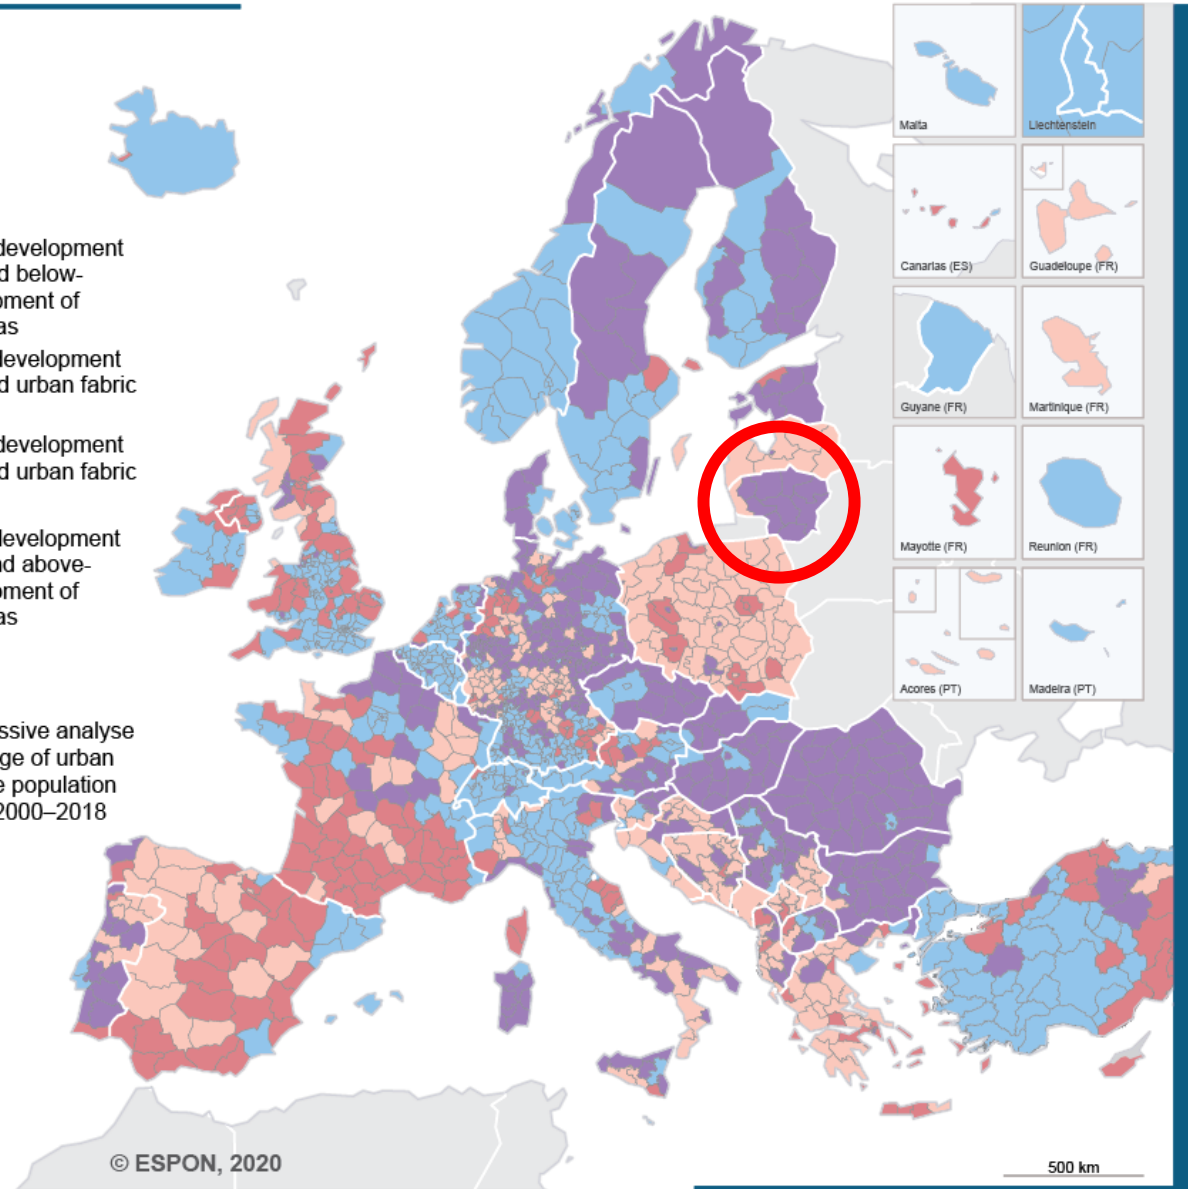 development
d below-
pment of
as
development
d urban fabric
development
d urban fabric
development
nd above-
pment of
as
ssive analyse
ge of urban
e population
2000–2018
Malta
Liechtenstein
Canarias (ES)
Guadeloupe (FR)
Guyane (FR)
Martinique (FR)
Mayotte (FR)
Reunion (FR)
Acores (PT)
Madeira (PT)
© ESPON, 2020
500 km